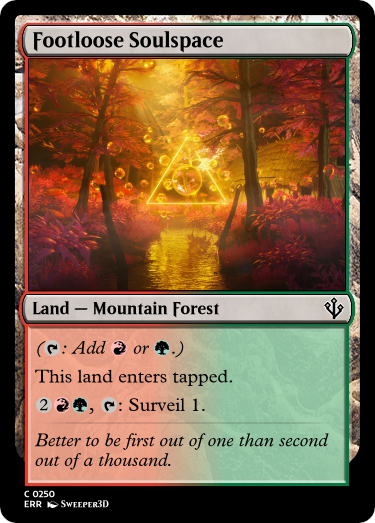 Footloose Soulspace
Land — Mountain Forest
(: Add or .)
This land enters tapped.
2 , : Surveil 1.
Better to be first out of one than second
out of a thousand.
C 0250
ERR Sweeper3D